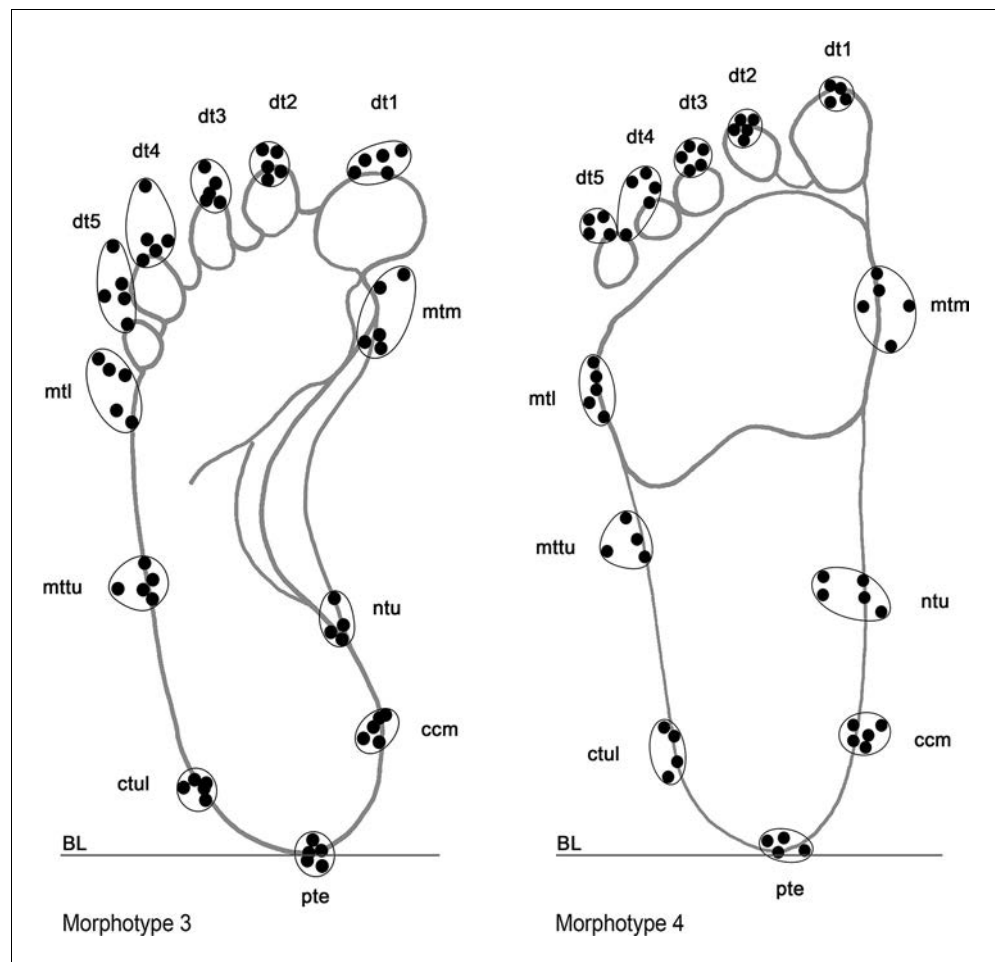 dt1
dt2
dt3
dt4
dt5
mtm
mtl
mttu
ntu
ccm
ctul
BL
pte
Morphotype 3
dt1
dt2
dt3
dt4
dt5
mtm
mtl
mttu
ntu
ccm
ctul
BL
pte
Morphotype 4